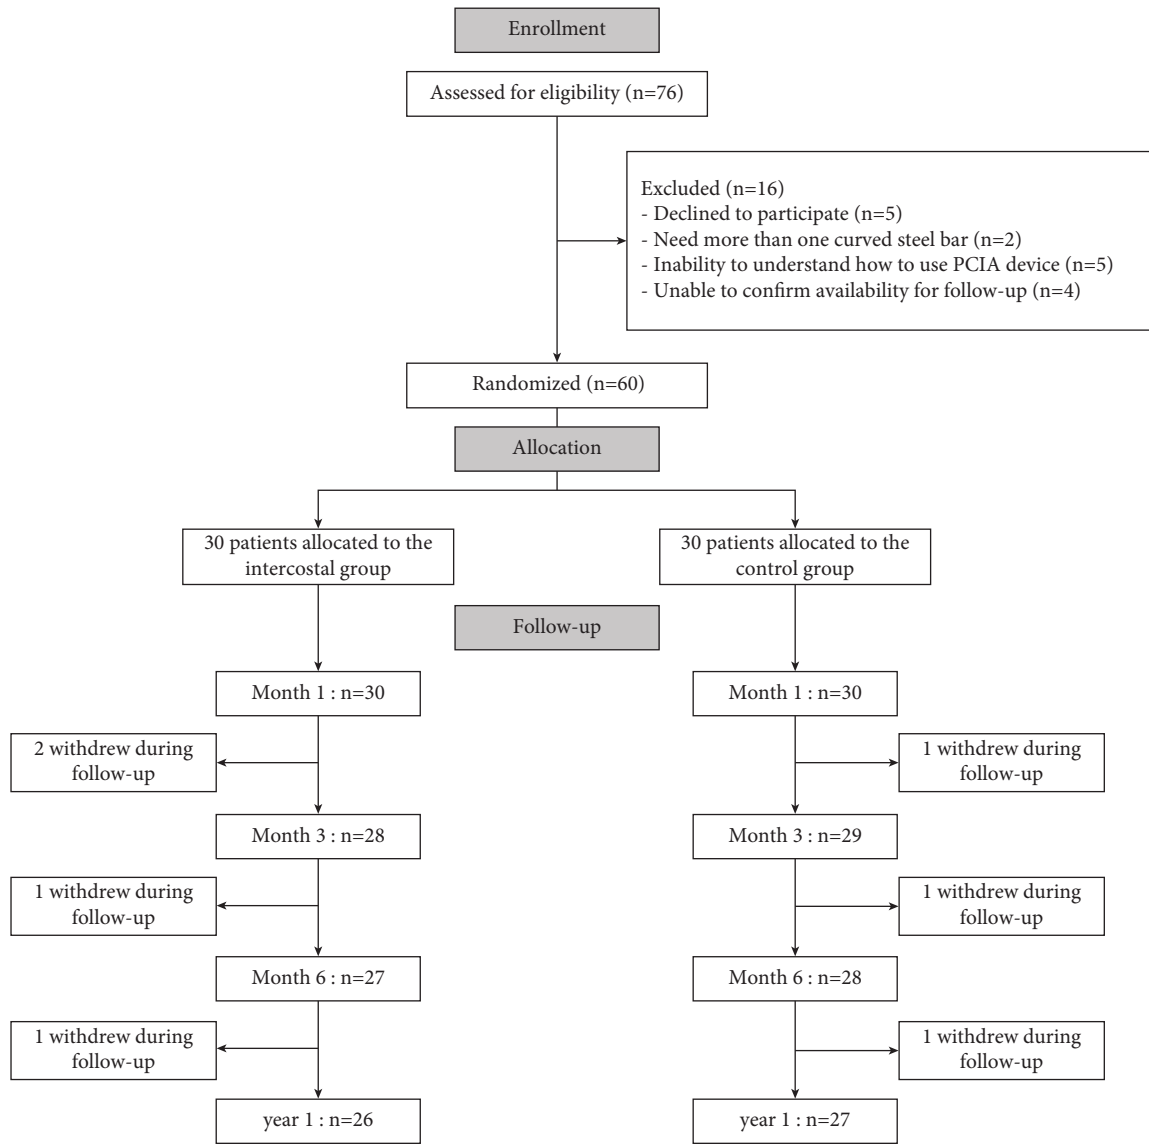 Enrollment
Assessed for eligibility (n=76)
Excluded (n=16)
- Declined to participate (n=5)
- Need more than one curved steel bar (n=2)
- Inability to understand how to use PCIA device (n=5)
- Unable to confirm availability for follow-up (n=4)
Randomized (n=60)
Allocation
30 patients allocated to the
intercostal group
30 patients allocated to the
control group
Follow-up
Month 1 : n=30
Month 1 : n=30
2 withdrew during
follow-up
1 withdrew during
follow-up
Month 3 : n=28
Month 3 : n=29
1 withdrew during
follow-up
1 withdrew during
follow-up
Month 6 : n=27
Month 6 : n=28
1 withdrew during
follow-up
1 withdrew during
follow-up
year 1 : n=26
year 1 : n=27